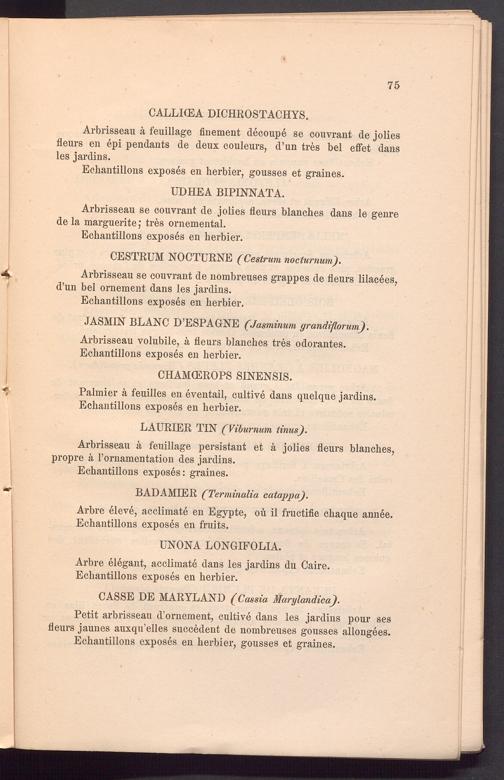 75
CALLIŒA DICHROSTACHYS.
Arbrisseau à feuillage finement découpé se couvrant de jolies
fleurs en épi pendants de deux couleurs, d'un très bel effet dans
les jardins.
Echantillons exposés en herbier, gousses et graines.
UDHEA BIPINNATA.
Arbrisseau se couvrant de jolies fleurs blanches dans le genre
de la marguerite; très ornemental.
Echantillons exposés en herbier.
CESTRUM NOCTURNE (Cestrum nocturnum).
Arbrisseau se couvrant de nombreuses grappes de fleurs lilacées,
d'un bel ornement dans les jardins.
Echantillons exposés en herbier.
JASMIN BLANC D'ESPAGNE (Jasminum grandiflorum).
Arbrisseau volubile, à fleurs blanches très odorantes.
Echantillons exposés en herbier.
CHAMŒROPS SINENSIS.
Palmier à feuilles en éventail, cultivé dans quelque jardins.
Echantillons exposés en herbier.
LAURIER TIN (Viburnum tinus).
Arbrisseau à feuillage persistant et à jolies fleurs blanches,
propre à l'ornamentation des jardins.
Echantillons exposés: graines.
BADAMIER (Terminalia catappa).
Arbre élevé, acclimaté en Egypte, où il fructifie chaque année.
Echantillons exposés en fruits.
UNONA LONGIFOLIA.
Arbre élégant, acclimaté dans les jardins du Caire.
Echantillons exposés en herbier.
CASSE DE MARYLAND (Cassia Marylandica).
Petit arbrisseau d'ornement, cultivé dans les jardins pour ses
fleurs jaunes auxqu'elles succèdent de nombreuses gousses allongées.
Echantillons exposés en herbier, gousses et graines.